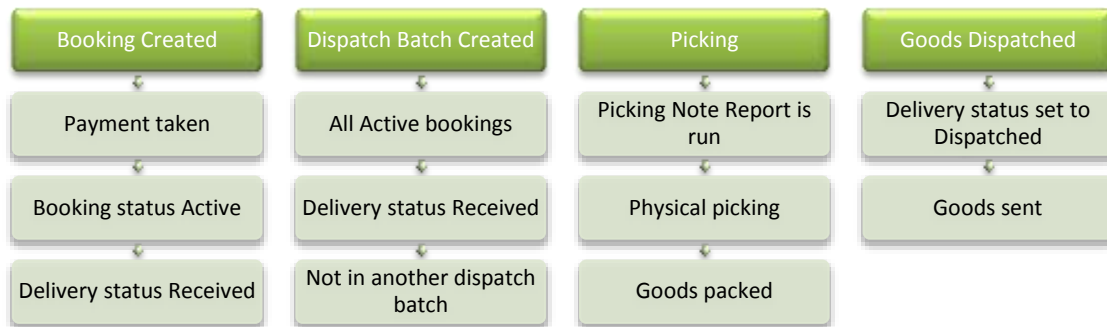 Booking Created
Payment taken
Booking status Active
Delivery status Received
Dispatch Batch Created
All Active bookings
Delivery status Received
Not in another dispatch
batch
Picking
Picking Note Report is
run
Physical picking
Goods packed
Goods Dispatched
Delivery status set to
Dispatched
Goods sent